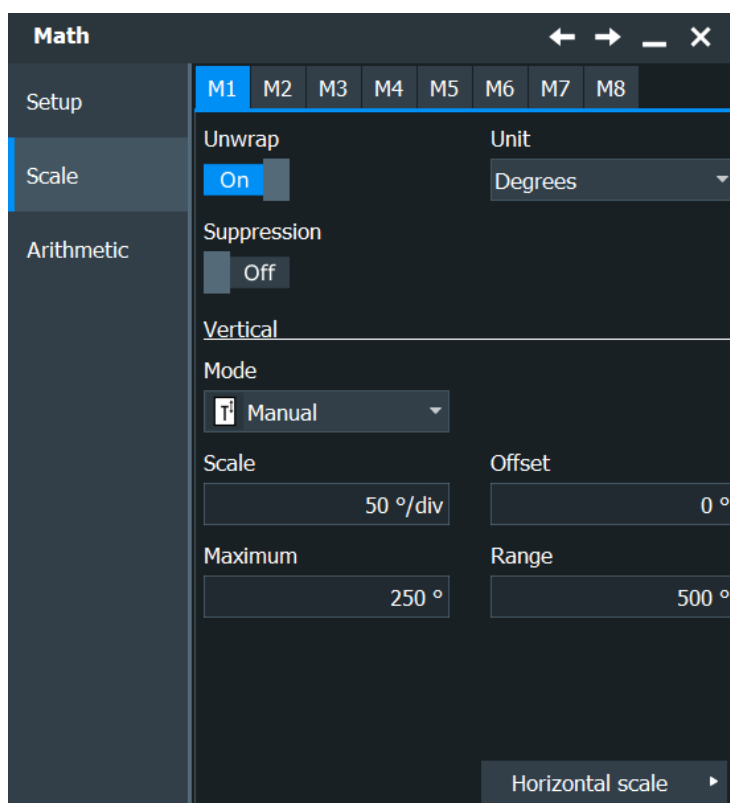 Math
Setup
Scale
Arithmetic
M1 M2 M3 M4 M5 M6 M7 M8
Unwrap Unit
On Degrees
Suppression
Off
Vertical
Mode
Manual
Scale Offset
50 °/div 0 °
Maximum Range
250 ° 500 °
Horizontal scale